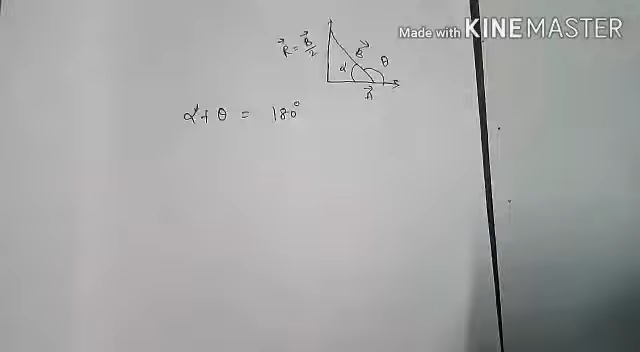 Made with KINEMASTER
R⃗ = B⃗/2
B⃗
θ
α
A⃗
α + θ = 180°